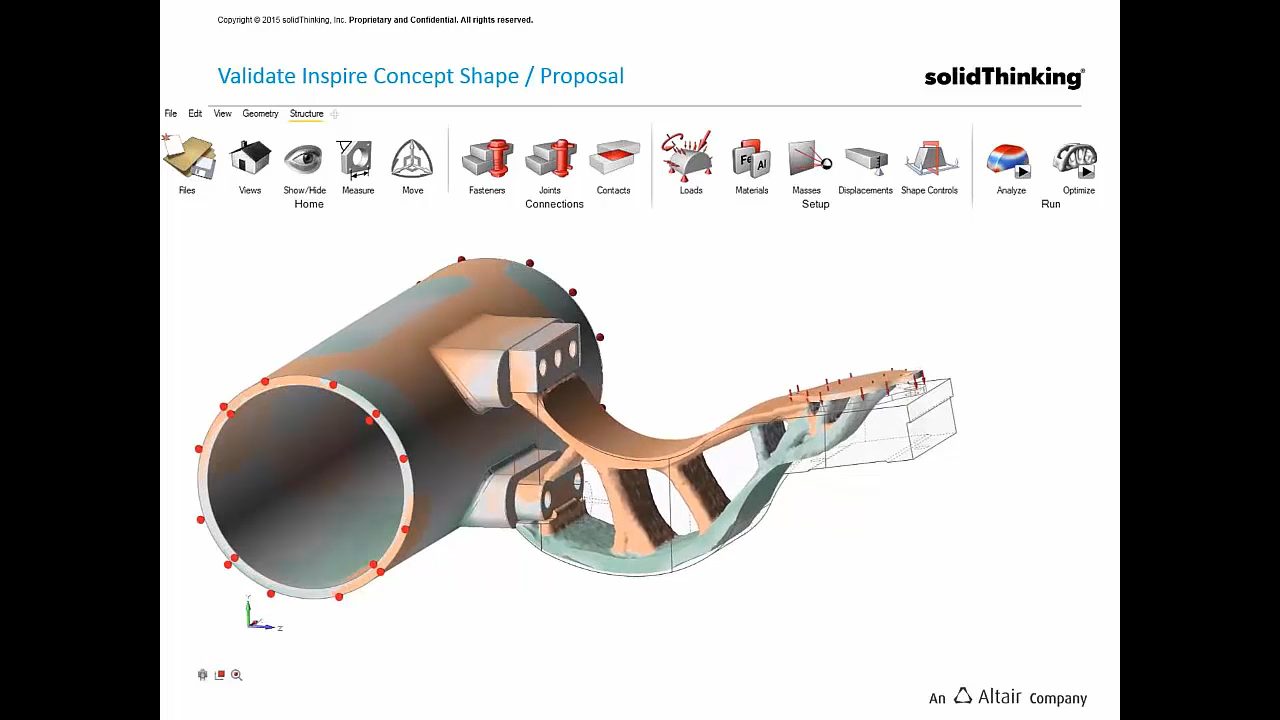 Copyright © 2015 solidThinking, Inc. Proprietary and Confidential. All rights reserved.
Validate Inspire Concept Shape / Proposal
solidThinking®
File Edit View Geometry Structure
Files Views Show/Hide Measure Move Fasteners Joints Contacts Loads Materials Masses Displacements Shape Controls Analyze Optimize
Home Connections Setup Run
Fe
Al
Y
Z
An Altair Company